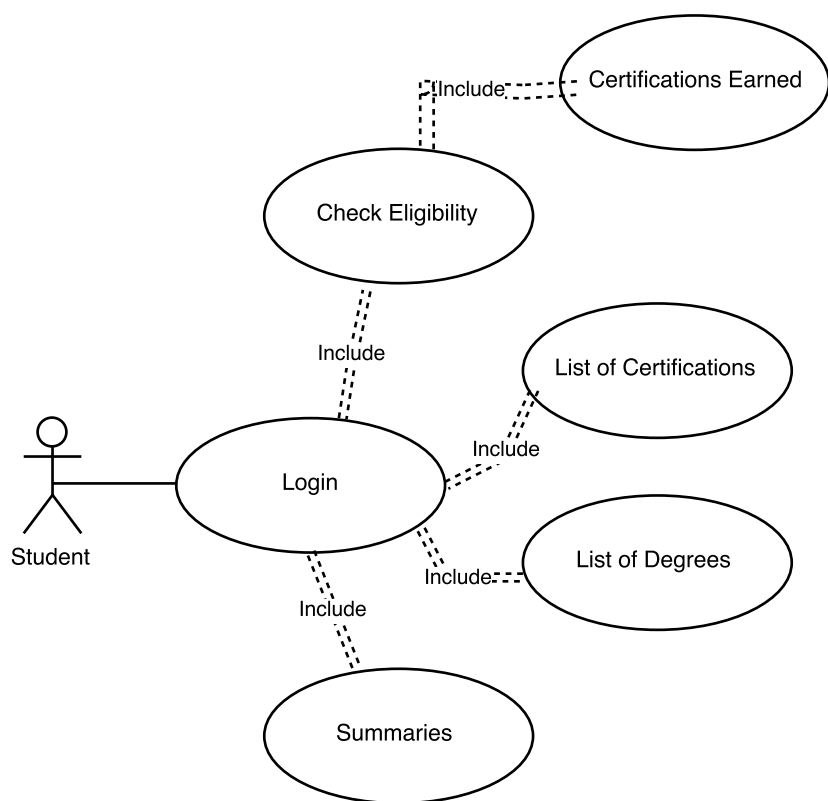 Include
Certifications Earned
Check Eligibility
Include
List of Certifications
Include
Login
Student
List of Degrees
Include
Include
Summaries